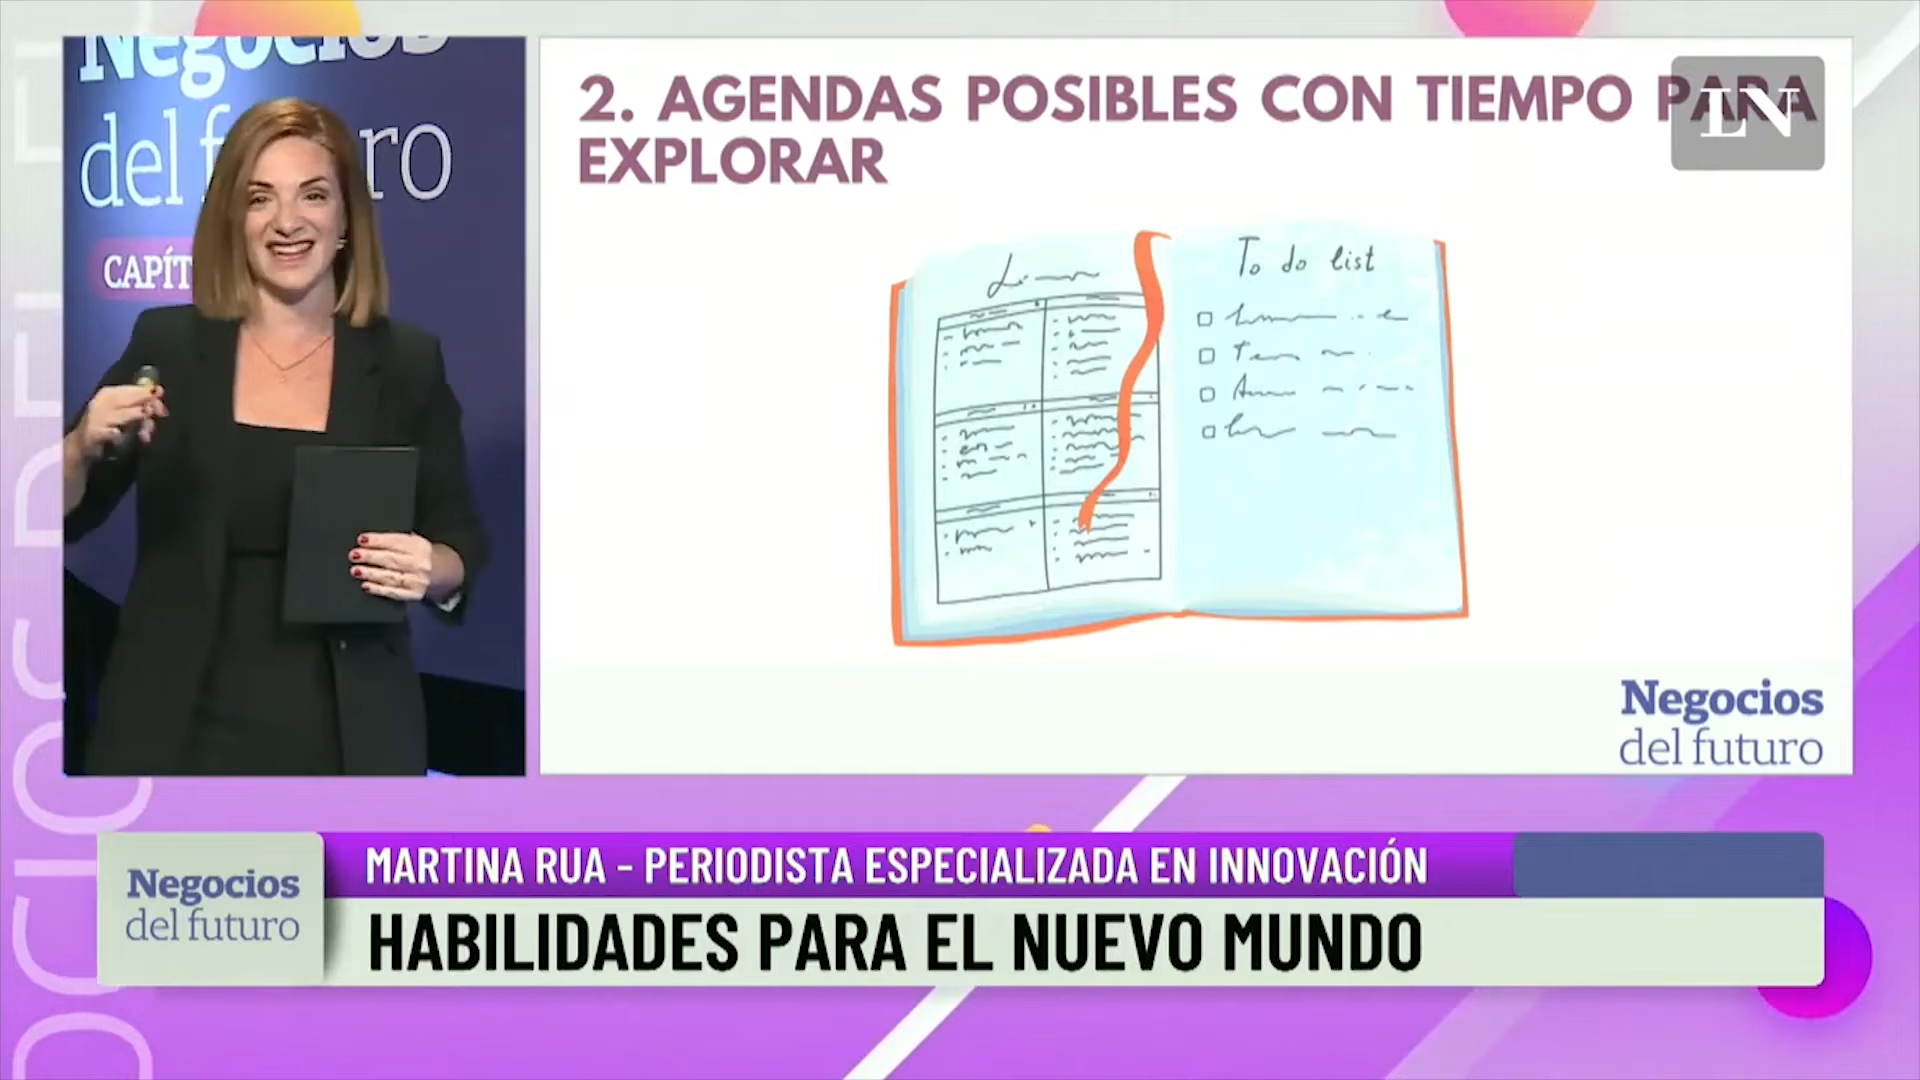 Negocios
del futuro
CAPÍT
2. AGENDAS POSIBLES CON TIEMPO PARA
EXPLORAR
LN
To do list
Negocios
del futuro
MARTINA RUA – PERIODISTA ESPECIALIZADA EN INNOVACIÓN
Negocios
del futuro
HABILIDADES PARA EL NUEVO MUNDO